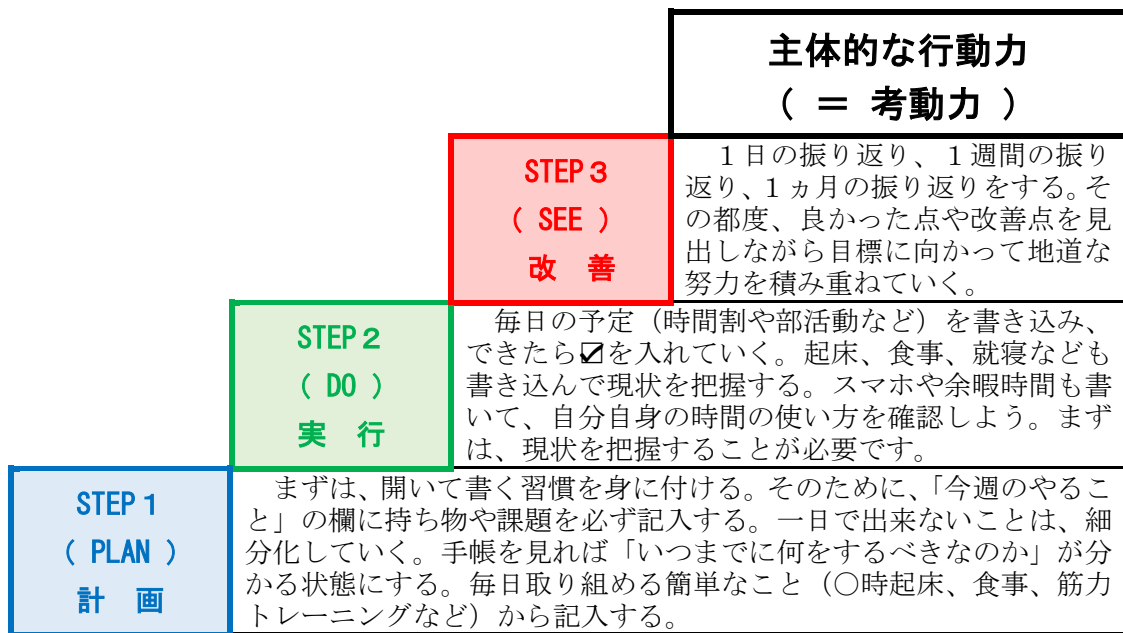 主体的な行動力
（ ＝ 考動力 ）
STEP３
（ SEE ）
改　善
　１日の振り返り、１週間の振り
返り、１ヵ月の振り返りをする。そ
の都度、良かった点や改善点を見
出しながら目標に向かって地道な
努力を積み重ねていく。
STEP２
（ DO ）
実　行
　毎日の予定（時間割や部活動など）を書き込み、
できたら☑を入れていく。起床、食事、就寝なども
書き込んで現状を把握する。スマホや余暇時間も書
いて、自分自身の時間の使い方を確認しよう。まず
は、現状を把握することが必要です。
STEP１
（ PLAN ）
計　画
　まずは、開いて書く習慣を身に付ける。そのために、「今週のやるこ
と」の欄に持ち物や課題を必ず記入する。一日で出来ないことは、細
分化していく。手帳を見れば「いつまでに何をするべきなのか」が分
かる状態にする。毎日取り組める簡単なこと（〇時起床、食事、筋力
トレーニングなど）から記入する。